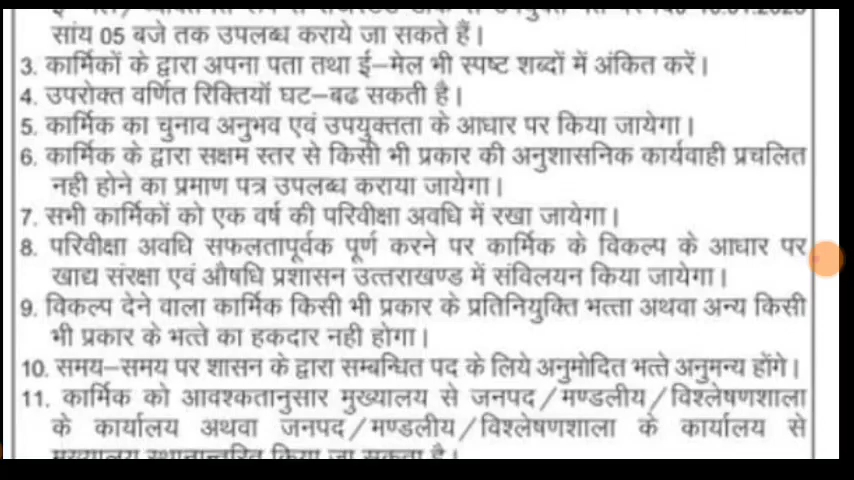 सांय 05 बजे तक उपलब्ध कराये जा सकते हैं।
3. कार्मिकों के द्वारा अपना पता तथा ई–मेल भी स्पष्ट शब्दों में अंकित करें।
4. उपरोक्त वर्णित रिक्तियॉ घट–बढ सकती है।
5. कार्मिक का चुनाव अनुभव एवं उपयुक्तता के आधार पर किया जायेगा।
6. कार्मिक के द्वारा सक्षम स्तर से किसी भी प्रकार की अनुशासनिक कार्यवाही प्रचलित
नही होने का प्रमाण पत्र उपलब्ध कराया जायेगा।
7. सभी कार्मिकों को एक वर्ष की परिवीक्षा अवधि में रखा जायेगा।
8. परिवीक्षा अवधि सफलतापूर्वक पूर्ण करने पर कार्मिक के विकल्प के आधार पर
खाद्य संरक्षा एवं औषधि प्रशासन उत्तराखण्ड में संविलयन किया जायेगा।
9. विकल्प देने वाला कार्मिक किसी भी प्रकार के प्रतिनियुक्ति भत्ता अथवा अन्य किसी
भी प्रकार के भत्ते का हकदार नही होगा।
10. समय–समय पर शासन के द्वारा सम्बन्धित पद के लिये अनुमोदित भत्ते अनुमन्य होंगे।
11. कार्मिक को आवश्कतानुसार मुख्यालय से जनपद/मण्डलीय/विश्लेषणशाला
के कार्यालय अथवा जनपद/मण्डलीय/विश्लेषणशाला के कार्यालय से
मुख्यालय स्थानान्तरित किया जा सकता है।